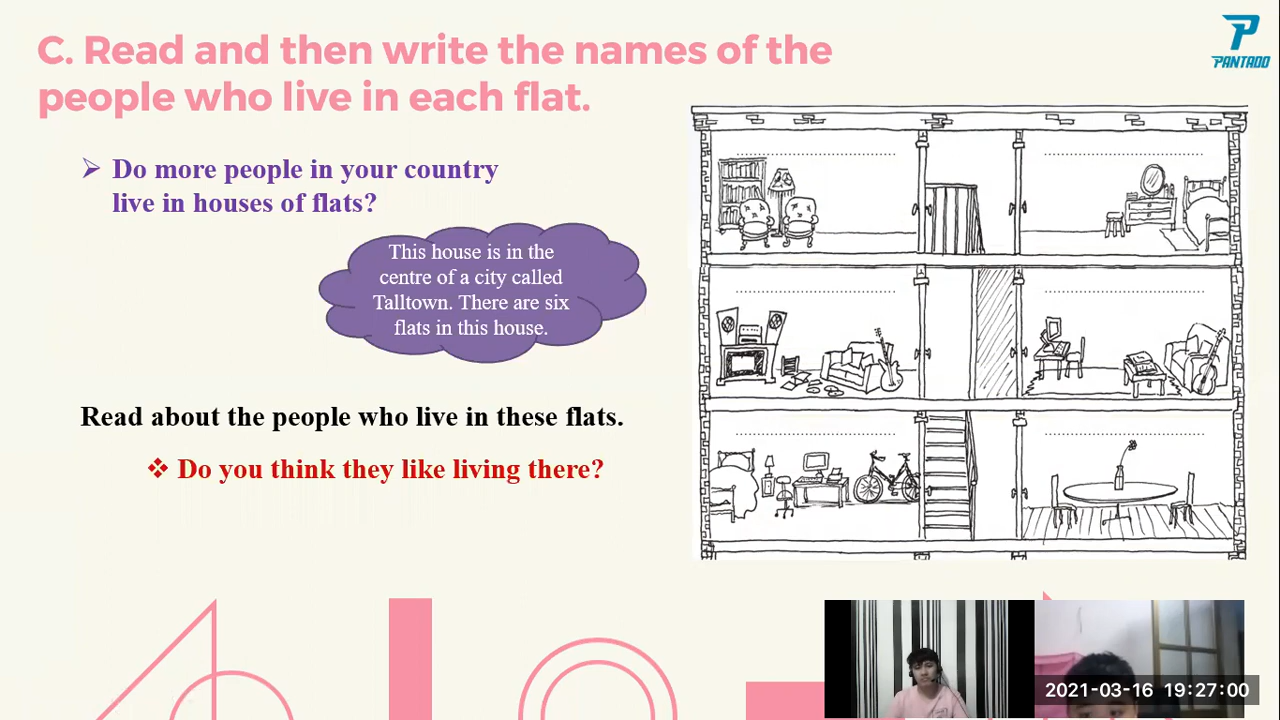 C. Read and then write the names of the
people who live in each flat.
PANTADO
➢ Do more people in your country
live in houses of flats?
This house is in the
centre of a city called
Talltown. There are six
flats in this house.
Read about the people who live in these flats.
❖ Do you think they like living there?
2021-03-16 19:27:00